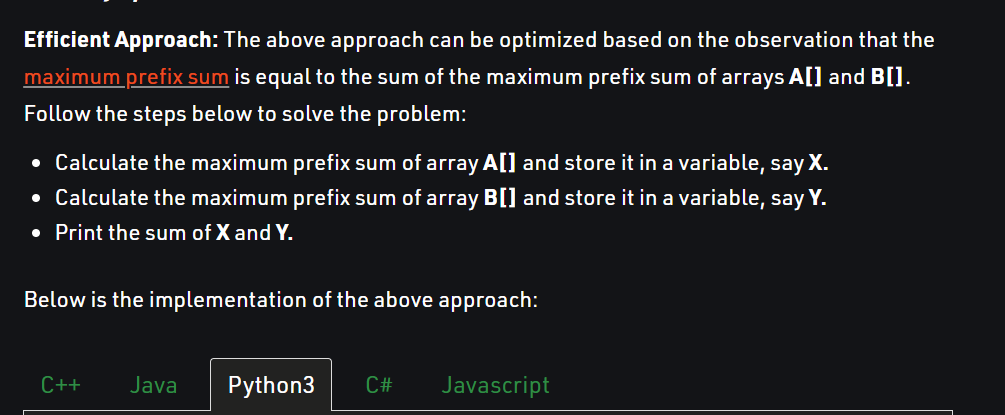 Efficient Approach: The above approach can be optimized based on the observation that the
maximum prefix sum is equal to the sum of the maximum prefix sum of arrays A[] and B[].
Follow the steps below to solve the problem:
• Calculate the maximum prefix sum of array A[] and store it in a variable, say X.
• Calculate the maximum prefix sum of array B[] and store it in a variable, say Y.
• Print the sum of X and Y.
Below is the implementation of the above approach:
C++ Java Python3 C# Javascript